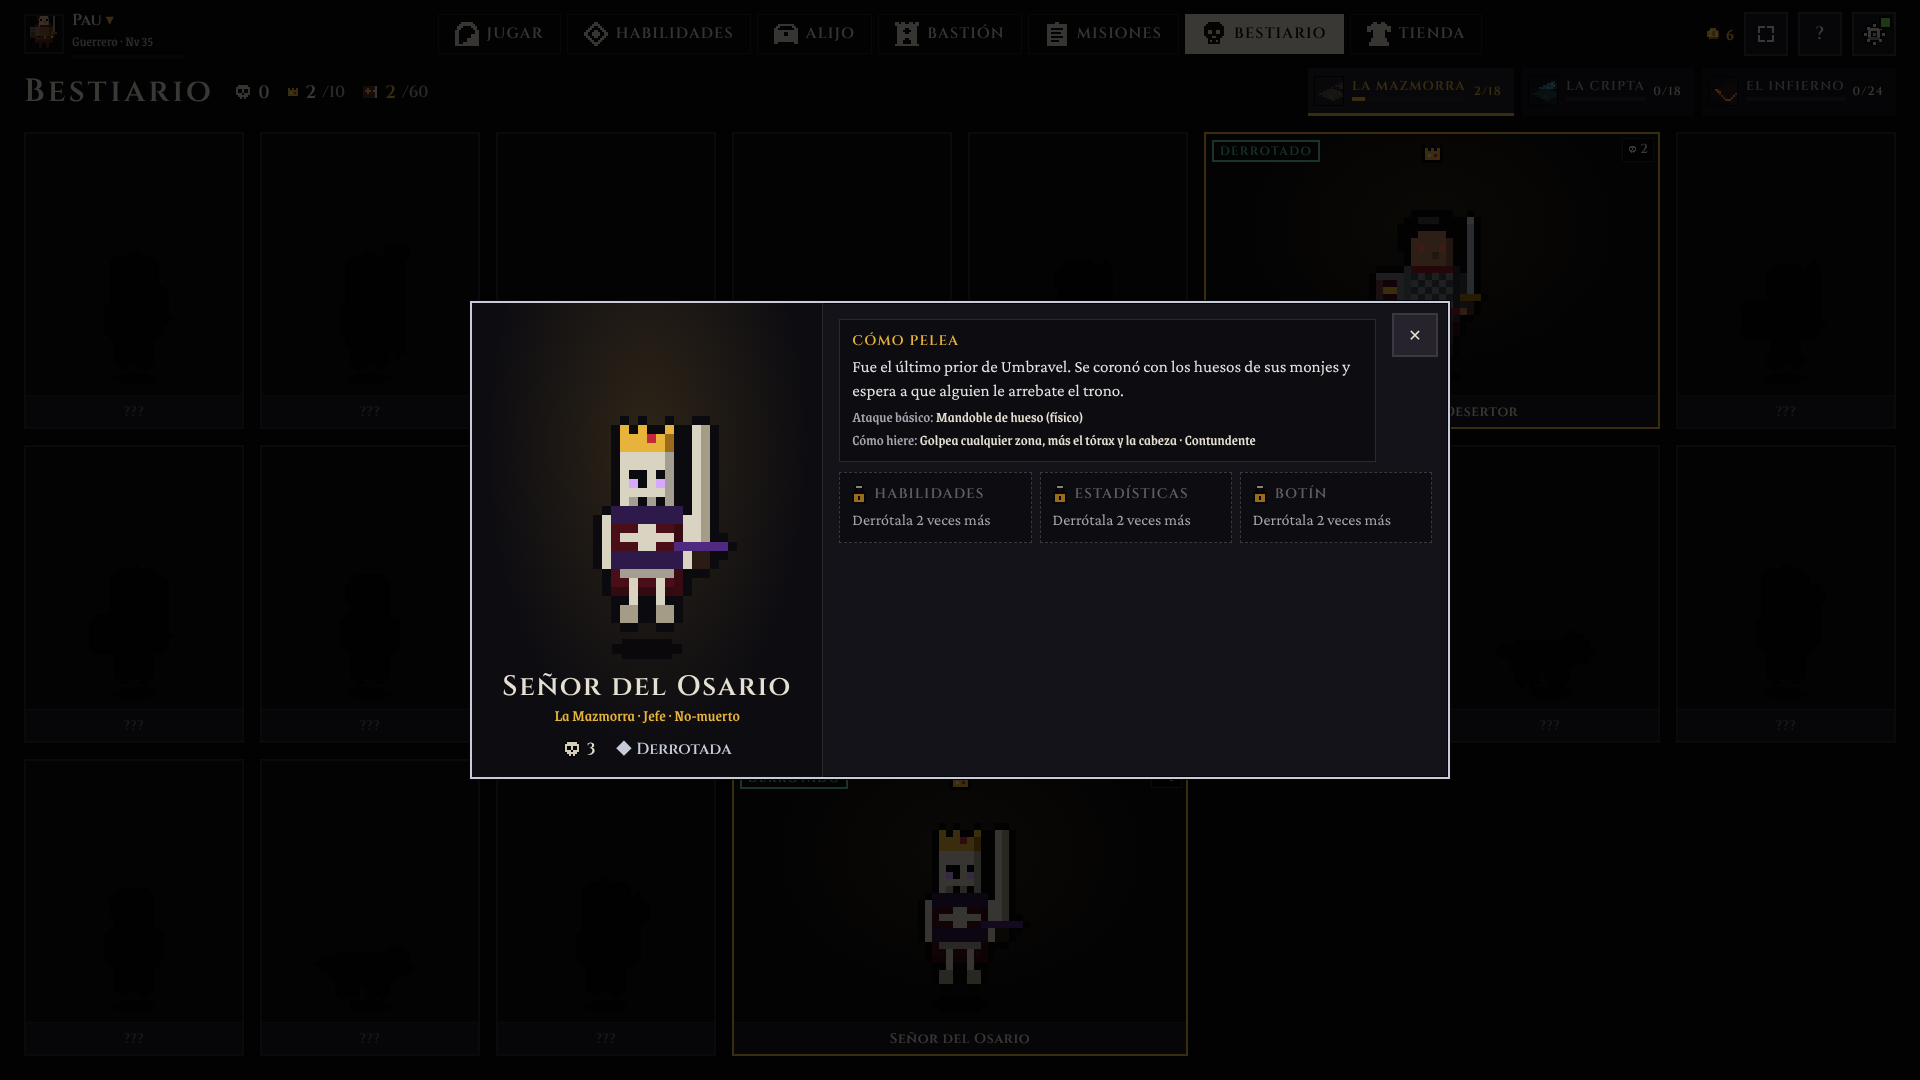 Pau ▾
Guerrero · Nv 35
JUGAR
HABILIDADES
ALIJO
BASTIÓN
MISIONES
BESTIARIO
TIENDA
6
?
BESTIARIO
0
2 /10
2 /60
LA MAZMORRA 2/18
LA CRIPTA 0/18
EL INFIERNO 0/24
DERROTADO
2
???
???
DESERTOR
???
CÓMO PELEA
Fue el último prior de Umbravel. Se coronó con los huesos de sus monjes y
espera a que alguien le arrebate el trono.
Ataque básico: Mandoble de hueso (físico)
Cómo hiere: Golpea cualquier zona, más el tórax y la cabeza · Contundente
×
HABILIDADES
Derrótala 2 veces más
ESTADÍSTICAS
Derrótala 2 veces más
BOTÍN
Derrótala 2 veces más
SEÑOR DEL OSARIO
La Mazmorra · Jefe · No-muerto
3
DERROTADA
???
???
???
???
???
???
???
SEÑOR DEL OSARIO